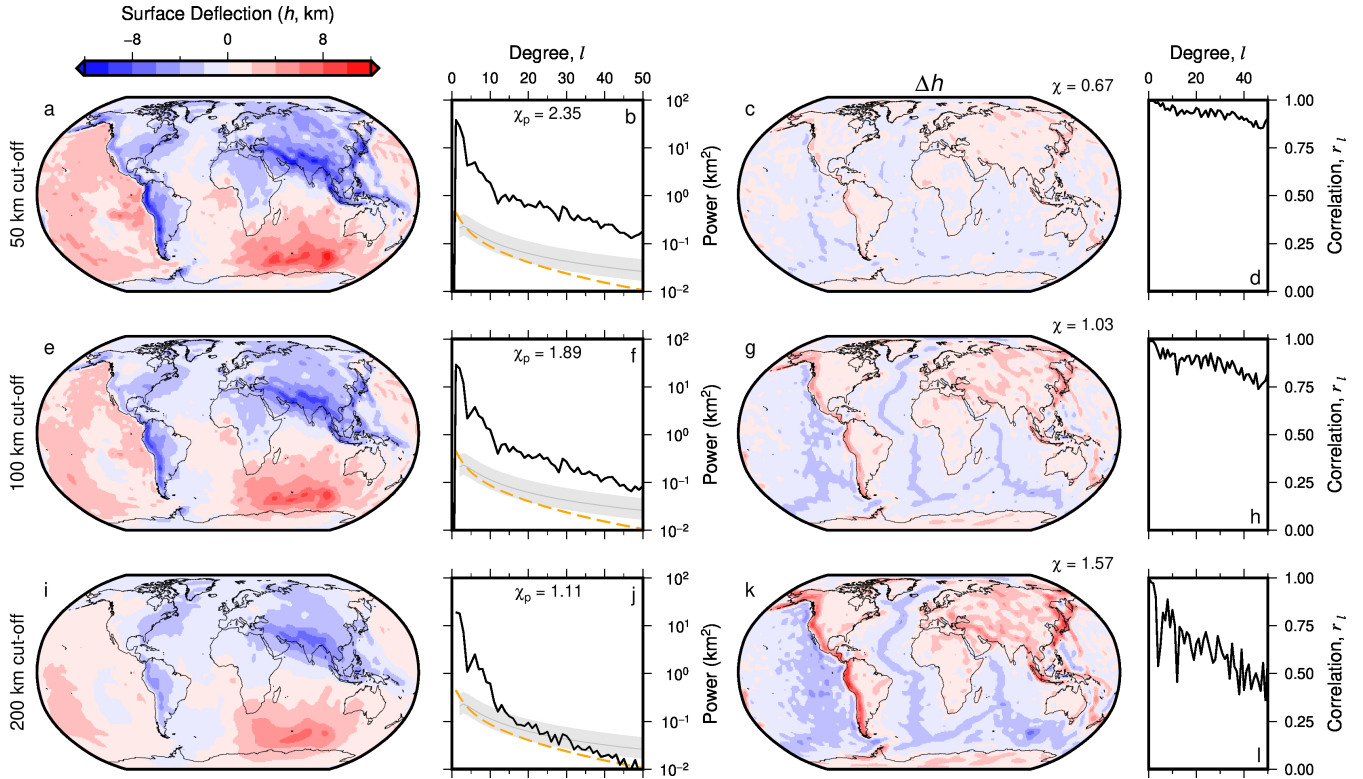 Surface Deflection (h, km)
−8 0 8
Degree, l
0 10 20 30 40 50
Degree, l
0 20 40
50 km cut-off
a
χp = 2.35
b
10² 10¹ 10⁰ 10⁻¹ 10⁻²
Power (km²)
Δh
χ = 0.67
c
d
1.00 0.75 0.50 0.25 0.00
Correlation, rl
100 km cut-off
e
χp = 1.89
f
10² 10¹ 10⁰ 10⁻¹ 10⁻²
Power (km²)
χ = 1.03
g
h
1.00 0.75 0.50 0.25 0.00
Correlation, rl
200 km cut-off
i
χp = 1.11
j
10² 10¹ 10⁰ 10⁻¹ 10⁻²
Power (km²)
χ = 1.57
k
l
1.00 0.75 0.50 0.25 0.00
Correlation, rl